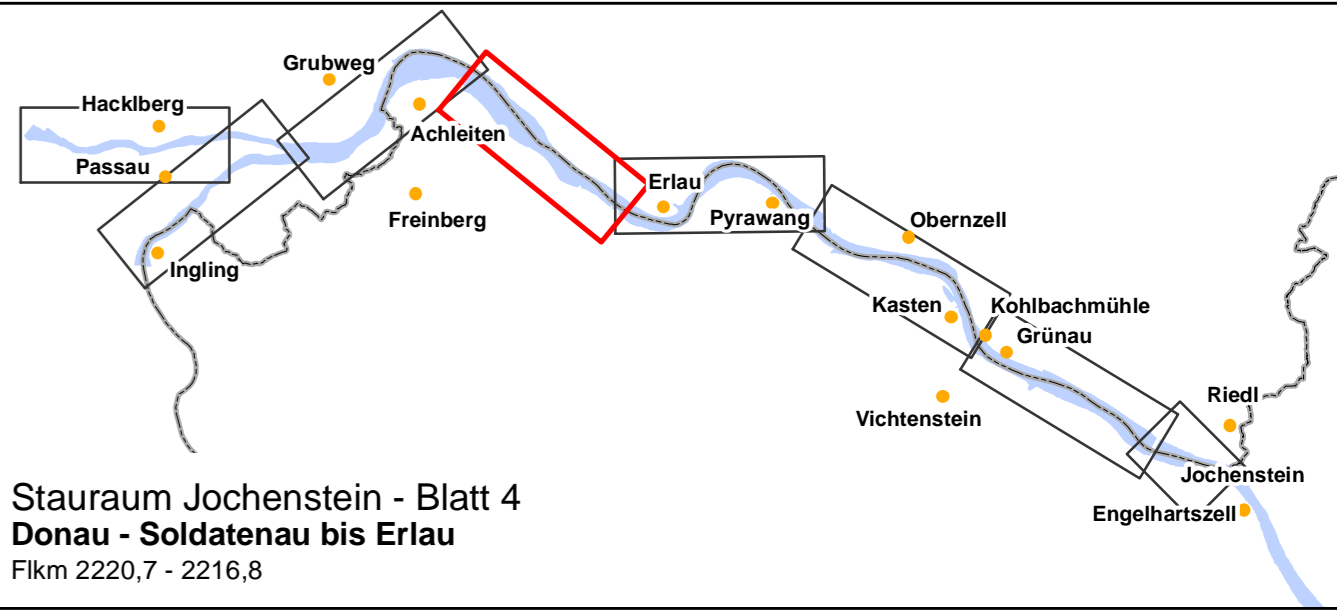 Grubweg
Hacklberg
Achleiten
Passau
Erlau
Freinberg
Pyrawang
Obernzell
Ingling
Kasten
Kohlbachmühle
Grünau
Riedl
Vichtenstein
Jochenstein
Engelhartszell
Stauraum Jochenstein - Blatt 4
Donau - Soldatenau bis Erlau
Flkm 2220,7 - 2216,8